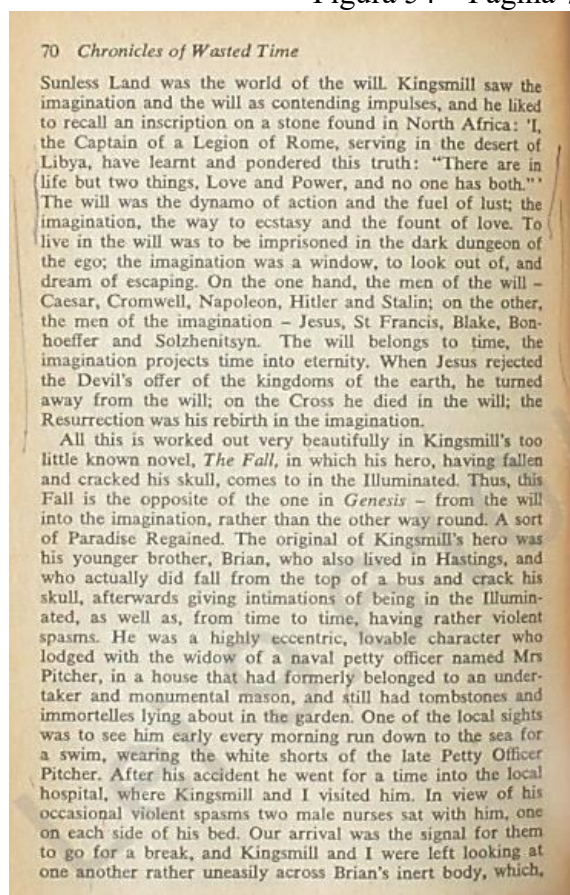 70 Chronicles of Wasted Time
Sunless Land was the world of the will. Kingsmill saw the
imagination and the will as contending impulses, and he liked
to recall an inscription on a stone found in North Africa: 'I,
the Captain of a Legion of Rome, serving in the desert of
Libya, have learnt and pondered this truth: "There are in
life but two things, Love and Power, and no one has both."'
The will was the dynamo of action and the fuel of lust; the
imagination, the way to ecstasy and the fount of love. To
live in the will was to be imprisoned in the dark dungeon of
the ego; the imagination was a window, to look out of, and
dream of escaping. On the one hand, the men of the will –
Caesar, Cromwell, Napoleon, Hitler and Stalin; on the other,
the men of the imagination – Jesus, St Francis, Blake, Bon-
hoeffer and Solzhenitsyn. The will belongs to time, the
imagination projects time into eternity. When Jesus rejected
the Devil's offer of the kingdoms of the earth, he turned
away from the will; on the Cross he died in the will; the
Resurrection was his rebirth in the imagination.
All this is worked out very beautifully in Kingsmill's too
little known novel, The Fall, in which his hero, having fallen
and cracked his skull, comes to in the Illuminated. Thus, this
Fall is the opposite of the one in Genesis – from the will
into the imagination, rather than the other way round. A sort
of Paradise Regained. The original of Kingsmill's hero was
his younger brother, Brian, who also lived in Hastings, and
who actually did fall from the top of a bus and crack his
skull, afterwards giving intimations of being in the Illumin-
ated, as well as, from time to time, having rather violent
spasms. He was a highly eccentric, lovable character who
lodged with the widow of a naval petty officer named Mrs
Pitcher, in a house that had formerly belonged to an under-
taker and monumental mason, and still had tombstones and
immortelles lying about in the garden. One of the local sights
was to see him early every morning run down to the sea for
a swim, wearing the white shorts of the late Petty Officer
Pitcher. After his accident he went for a time into the local
hospital, where Kingsmill and I visited him. In view of his
occasional violent spasms two male nurses sat with him, one
on each side of his bed. Our arrival was the signal for them
to go for a break, and Kingsmill and I were left looking at
one another rather uneasily across Brian's inert body, which,